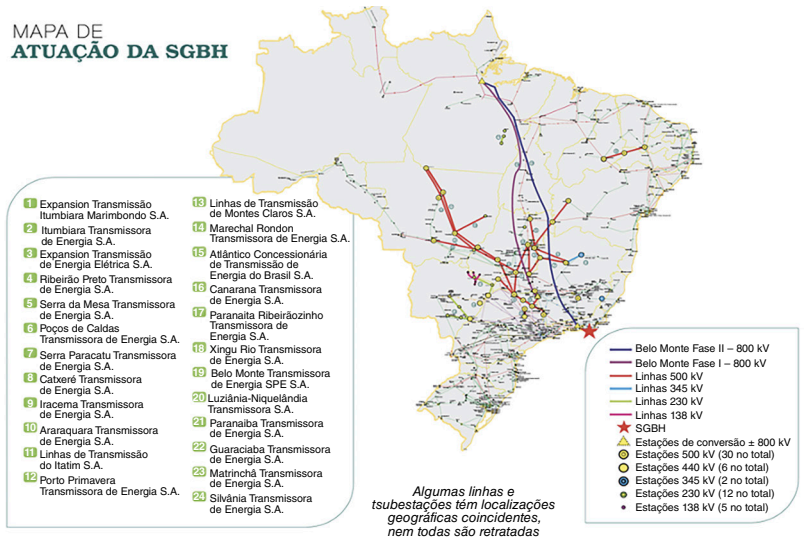 MAPA DE
ATUAÇÃO DA SGBH
1 Expansion Transmissão
Itumbiara Marimbondo S.A.
2 Itumbiara Transmissora
de Energia S.A.
3 Expansion Transmissão
de Energia Elétrica S.A.
4 Ribeirão Preto Transmissora
de Energia S.A.
5 Serra da Mesa Transmissora
de Energia S.A.
6 Poços de Caldas
Transmissora de Energia S.A.
7 Serra Paracatu Transmissora
de Energia S.A.
8 Catxerê Transmissora
de Energia S.A.
9 Iracema Transmissora
de Energia S.A.
10 Araraquara Transmissora
de Energia S.A.
11 Linhas de Transmissão
do Itatim S.A.
12 Porto Primavera
Transmissora de Energia S.A.
13 Linhas de Transmissão
de Montes Claros S.A.
14 Marechal Rondon
Transmissora de Energia S.A.
15 Atlântico Concessionária
de Transmissão de
Energia do Brasil S.A.
16 Canarana Transmissora
de Energia S.A.
17 Paranaita Ribeirãozinho
Transmissora de
Energia S.A.
18 Xingu Rio Transmissora
de Energia S.A.
19 Belo Monte Transmissora
de Energia SPE S.A.
20 Luziânia-Niquelândia
Transmissora S.A.
21 Paranaiba Transmissora
de Energia S.A.
22 Guaraciaba Transmissora
de Energia S.A.
23 Matrinchã Transmissora
de Energia S.A.
24 Silvânia Transmissora
de Energia S.A.
Belo Monte Fase II – 800 kV
Belo Monte Fase I – 800 kV
Linhas 500 kV
Linhas 345 kV
Linhas 230 kV
Linhas 138 kV
SGBH
Estações de conversão ± 800 kV
Estações 500 kV (30 no total)
Estações 440 kV (6 no total)
Estações 345 kV (2 no total)
Estações 230 kV (12 no total)
Estações 138 kV (5 no total)
Algumas linhas e
tsubestações têm localizações
geográficas coincidentes,
nem todas são retratadas